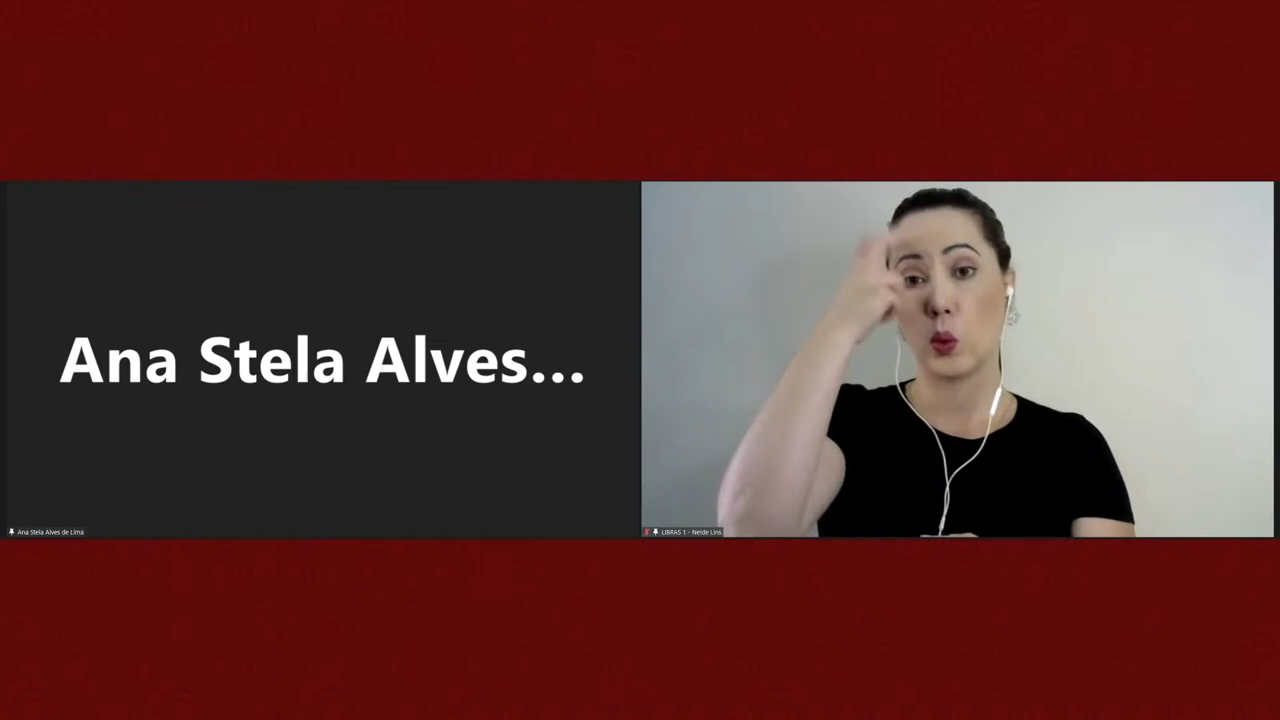 Ana Stela Alves...
Ana Stela Alves de Lima
LIBRAS 1 - Neide Lins